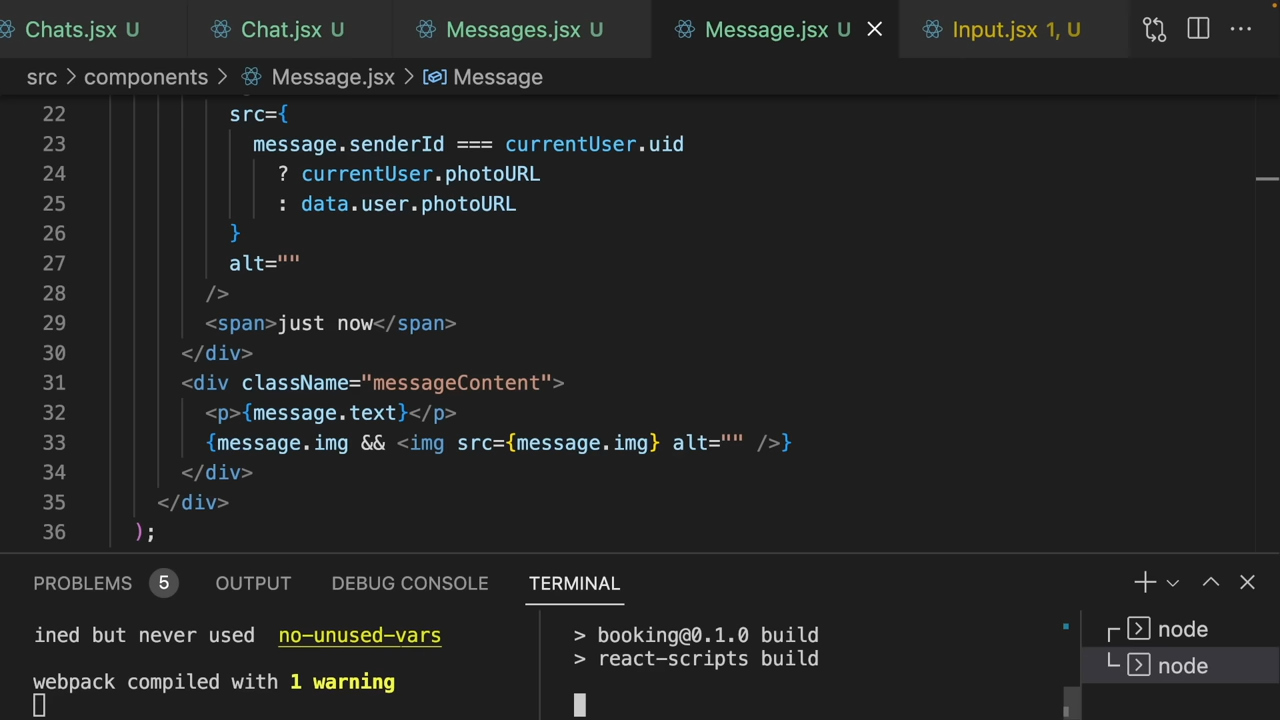 Chats.jsx U Chat.jsx U Messages.jsx U Message.jsx U Input.jsx 1, U
src > components > Message.jsx > Message
22 src={
23 message.senderId === currentUser.uid
24 ? currentUser.photoURL
25 : data.user.photoURL
26 }
27 alt=""
28 />
29 <span>just now</span>
30 </div>
31 <div className="messageContent">
32 <p>{message.text}</p>
33 {message.img && <img src={message.img} alt="" />}
34 </div>
35 </div>
36 );
PROBLEMS 5 OUTPUT DEBUG CONSOLE TERMINAL
ined but never used no-unused-vars
webpack compiled with 1 warning
> booking@0.1.0 build
> react-scripts build
node
node